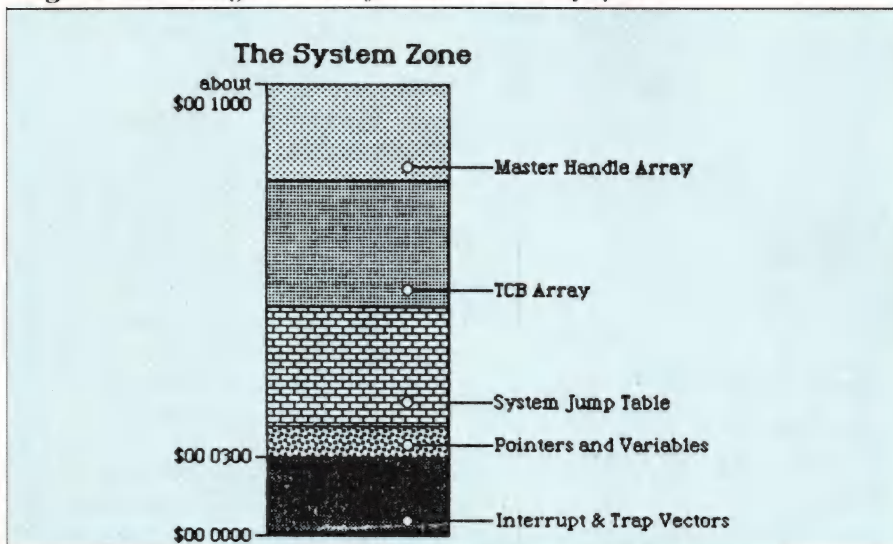 The System Zone
about
$00 1000
Master Handle Array
TCB Array
System Jump Table
Pointers and Variables
$00 0300
Interrupt & Trap Vectors
$00 0000